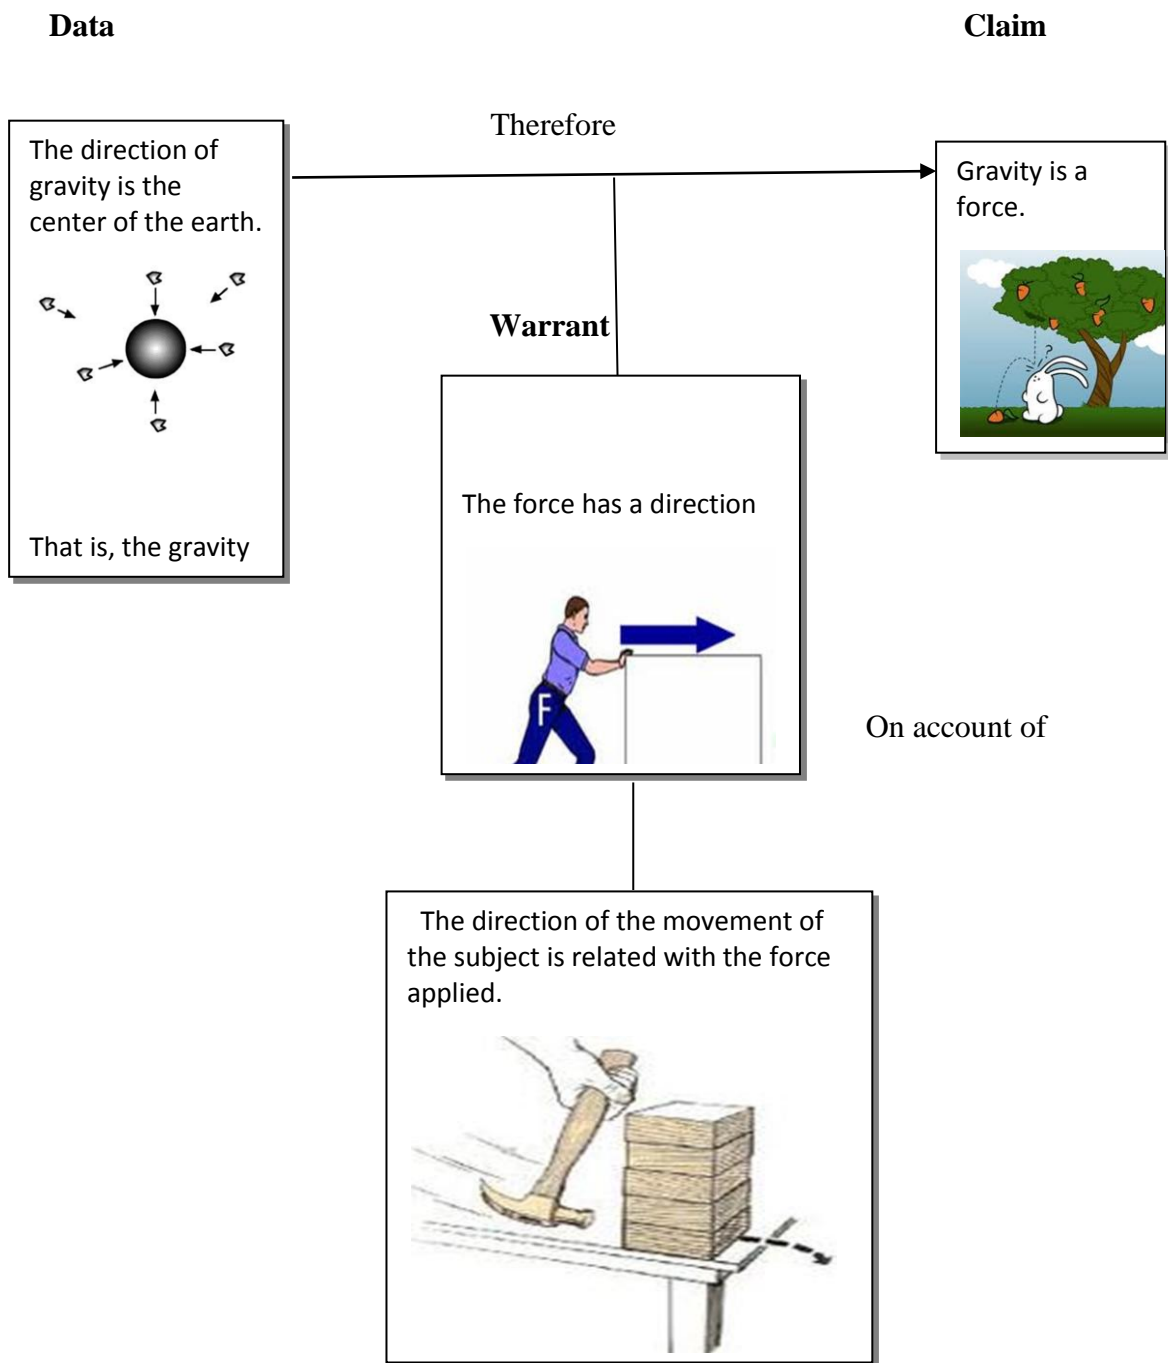 Data
Claim
Therefore
The direction of
gravity is the
center of the earth.
That is, the gravity
Gravity is a
force.
?
Warrant
The force has a direction
F
On account of
The direction of the movement of
the subject is related with the force
applied.